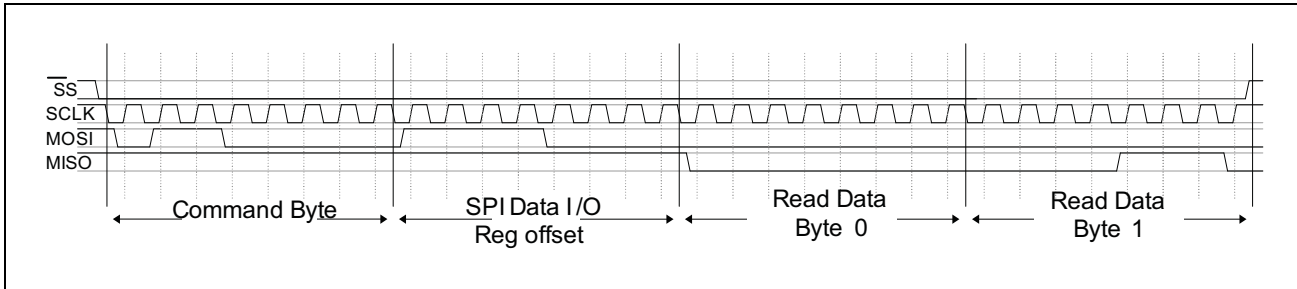 SS
SCLK
MOSI
MISO
Command Byte
SPI Data I/O
Reg offset
Read Data
Byte 0
Read Data
Byte 1